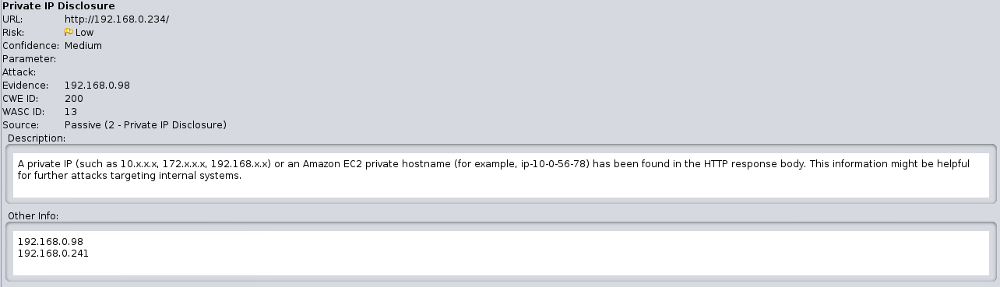 Private IP Disclosure
URL: http://192.168.0.234/
Risk: Low
Confidence: Medium
Parameter:
Attack:
Evidence: 192.168.0.98
CWE ID: 200
WASC ID: 13
Source: Passive (2 - Private IP Disclosure)
Description:
A private IP (such as 10.x.x.x, 172.x.x.x, 192.168.x.x) or an Amazon EC2 private hostname (for example, ip-10-0-56-78) has been found in the HTTP response body. This information might be helpful
for further attacks targeting internal systems.
Other Info:
192.168.0.98
192.168.0.241